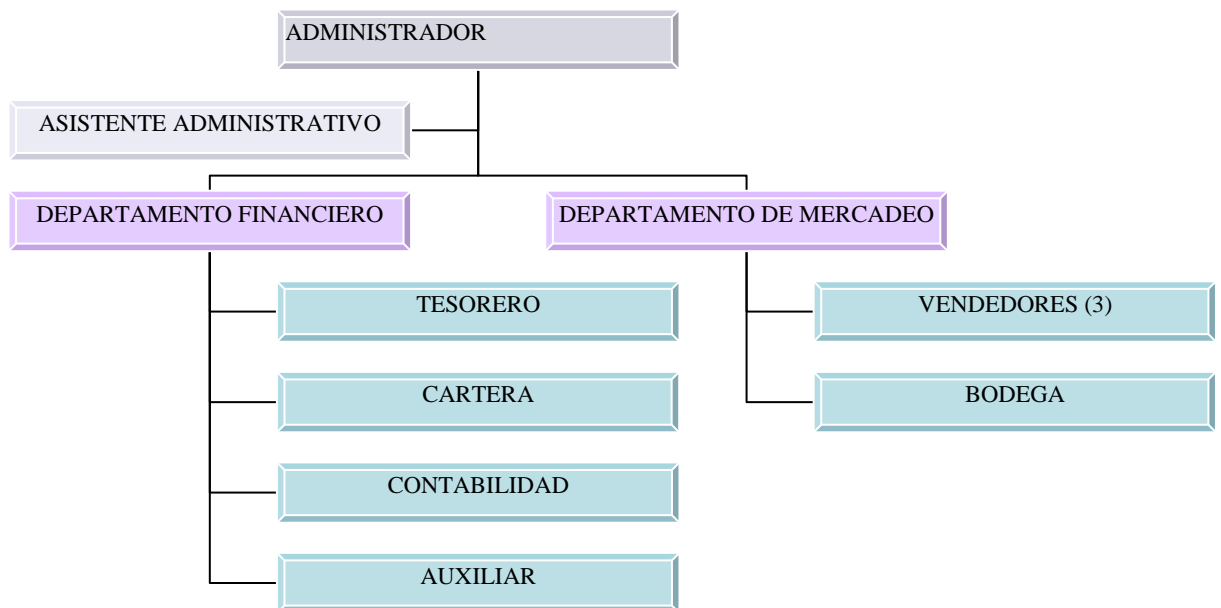 ADMINISTRADOR
ASISTENTE ADMINISTRATIVO
DEPARTAMENTO FINANCIERO
DEPARTAMENTO DE MERCADEO
TESORERO
VENDEDORES (3)
CARTERA
BODEGA
CONTABILIDAD
AUXILIAR